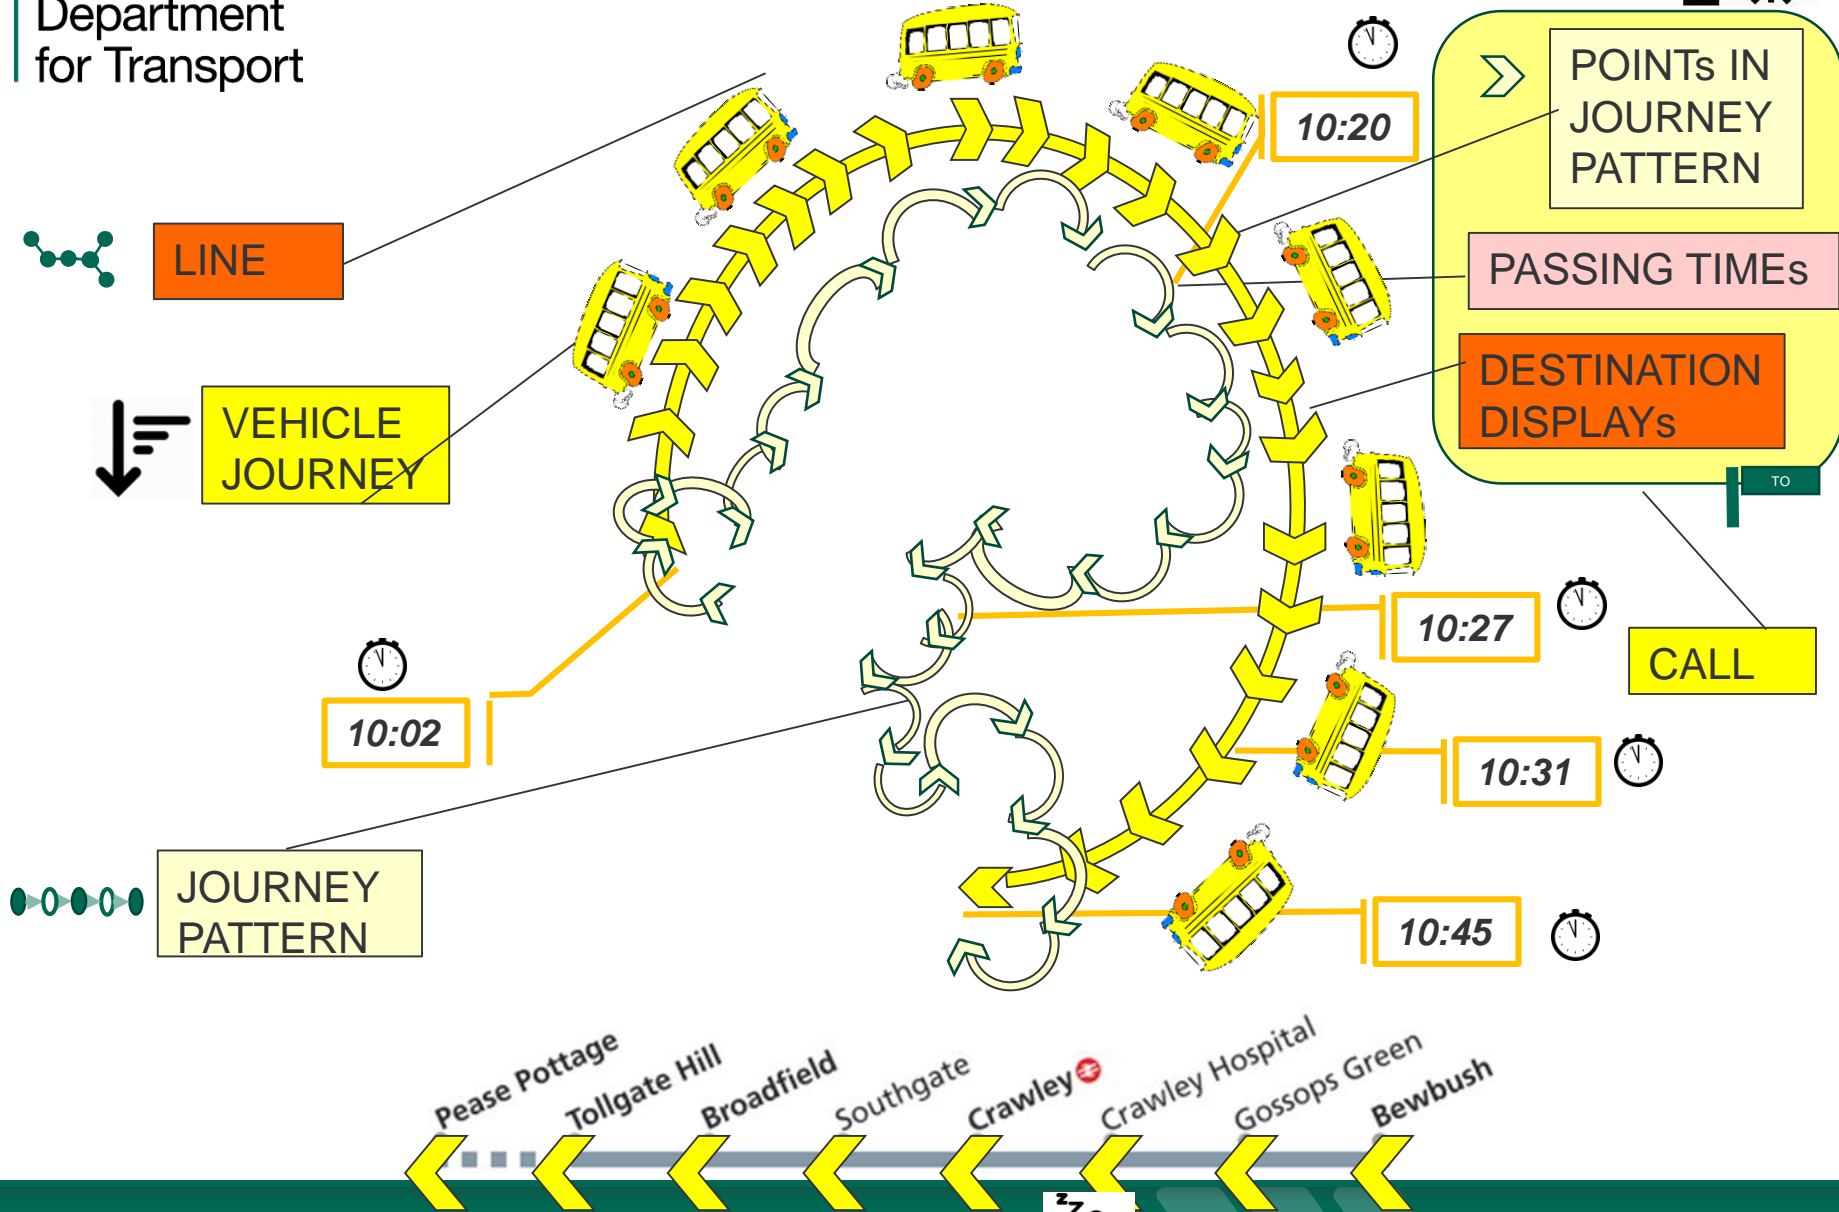 Department
for Transport
10:20
POINTs IN
JOURNEY
PATTERN
LINE
PASSING TIMEs
DESTINATION
DISPLAYs
VEHICLE
JOURNEY
TO
10:27
CALL
10:02
10:31
JOURNEY
PATTERN
10:45
Pease Pottage
Tollgate Hill
Broadfield
Southgate
Crawley
Crawley Hospital
Gossops Green
Bewbush